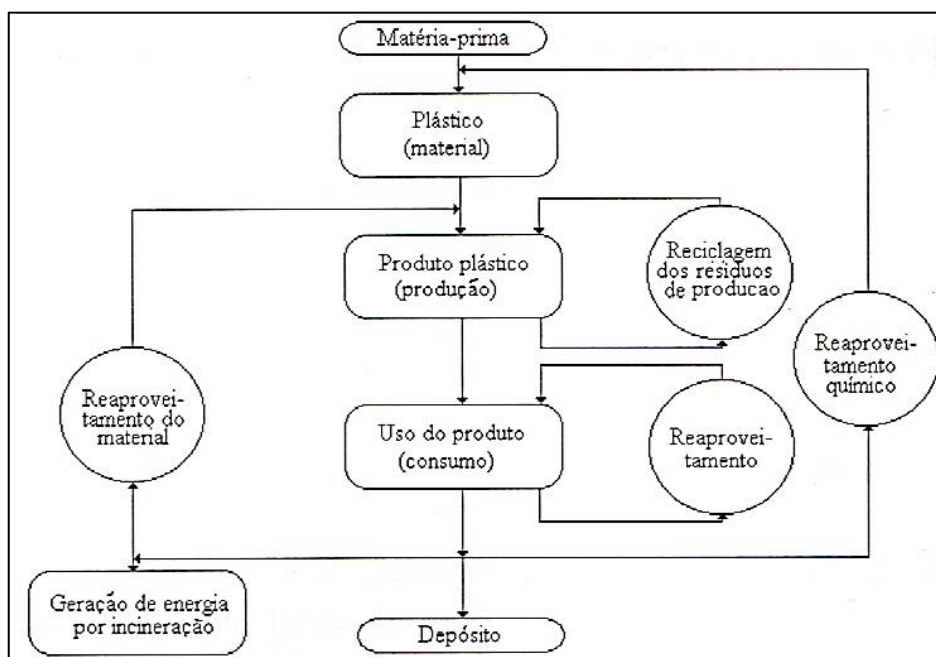 Matéria-prima
Plástico
(material)
Produto plástico
(produção)
Reciclagem
dos residuos
de producao
Reaprovei-
tamento
químico
Reaprovei-
tamento do
material
Uso do produto
(consumo)
Reaprovei-
tamento
Geração de energia
por incineração
Depósito